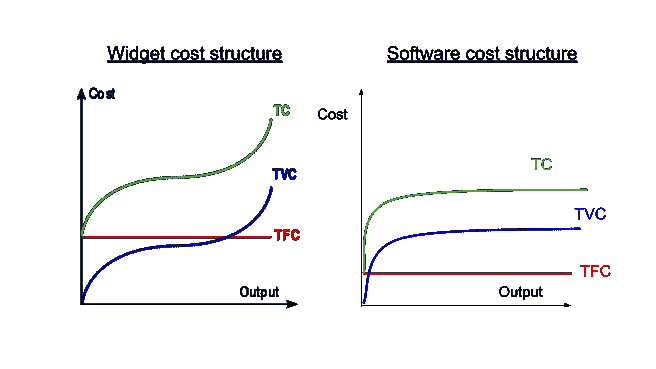 Widget cost structure
Cost
TC
TVC
TFC
Output
Software cost structure
Cost
TC
TVC
TFC
Output